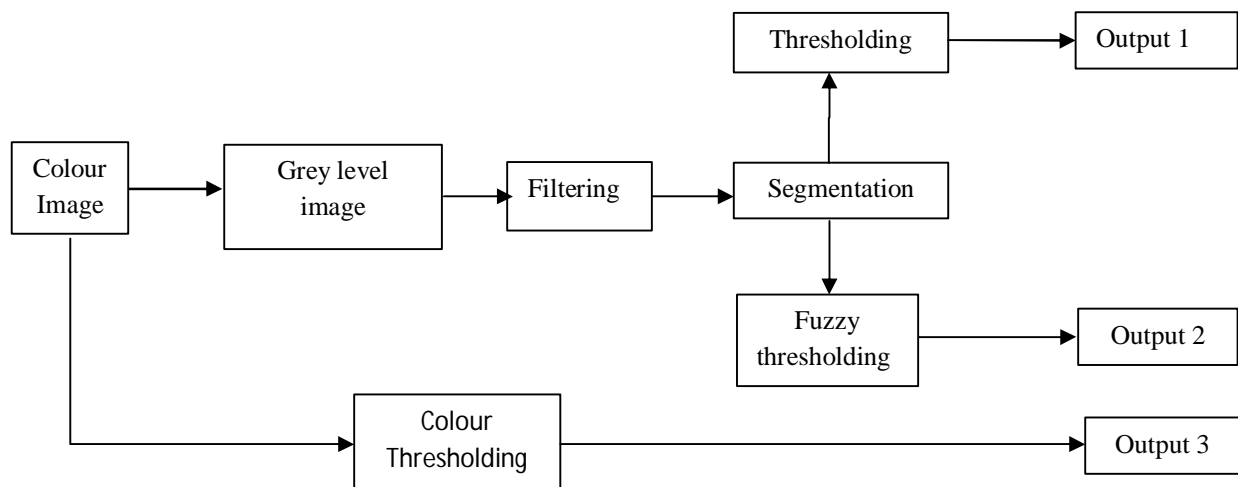 Thresholding
Output 1
Colour
Image
Grey level
image
Filtering
Segmentation
Fuzzy
thresholding
Output 2
Colour
Thresholding
Output 3